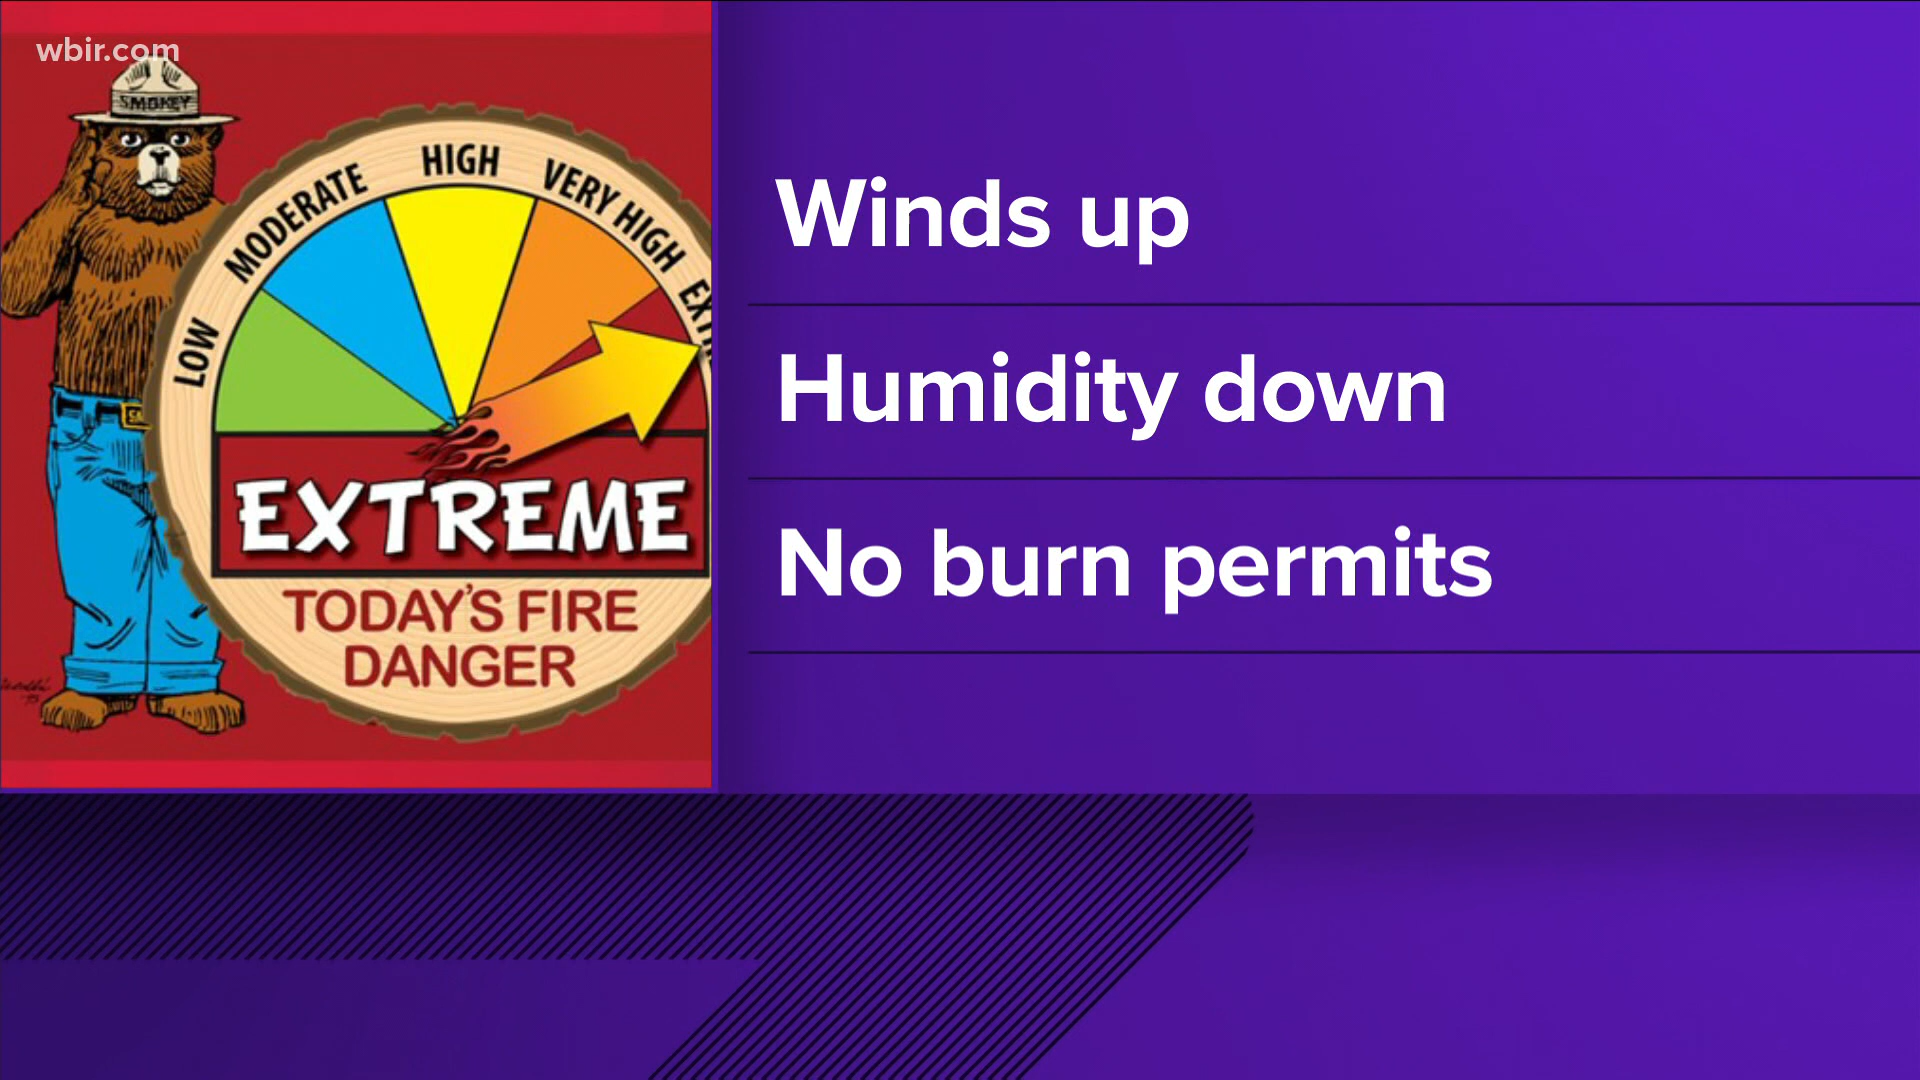 wbir.com
SMOKEY
LOW
MODERATE
HIGH
VERY HIGH
EXTREME
TODAY'S FIRE
DANGER
Winds up
Humidity down
No burn permits